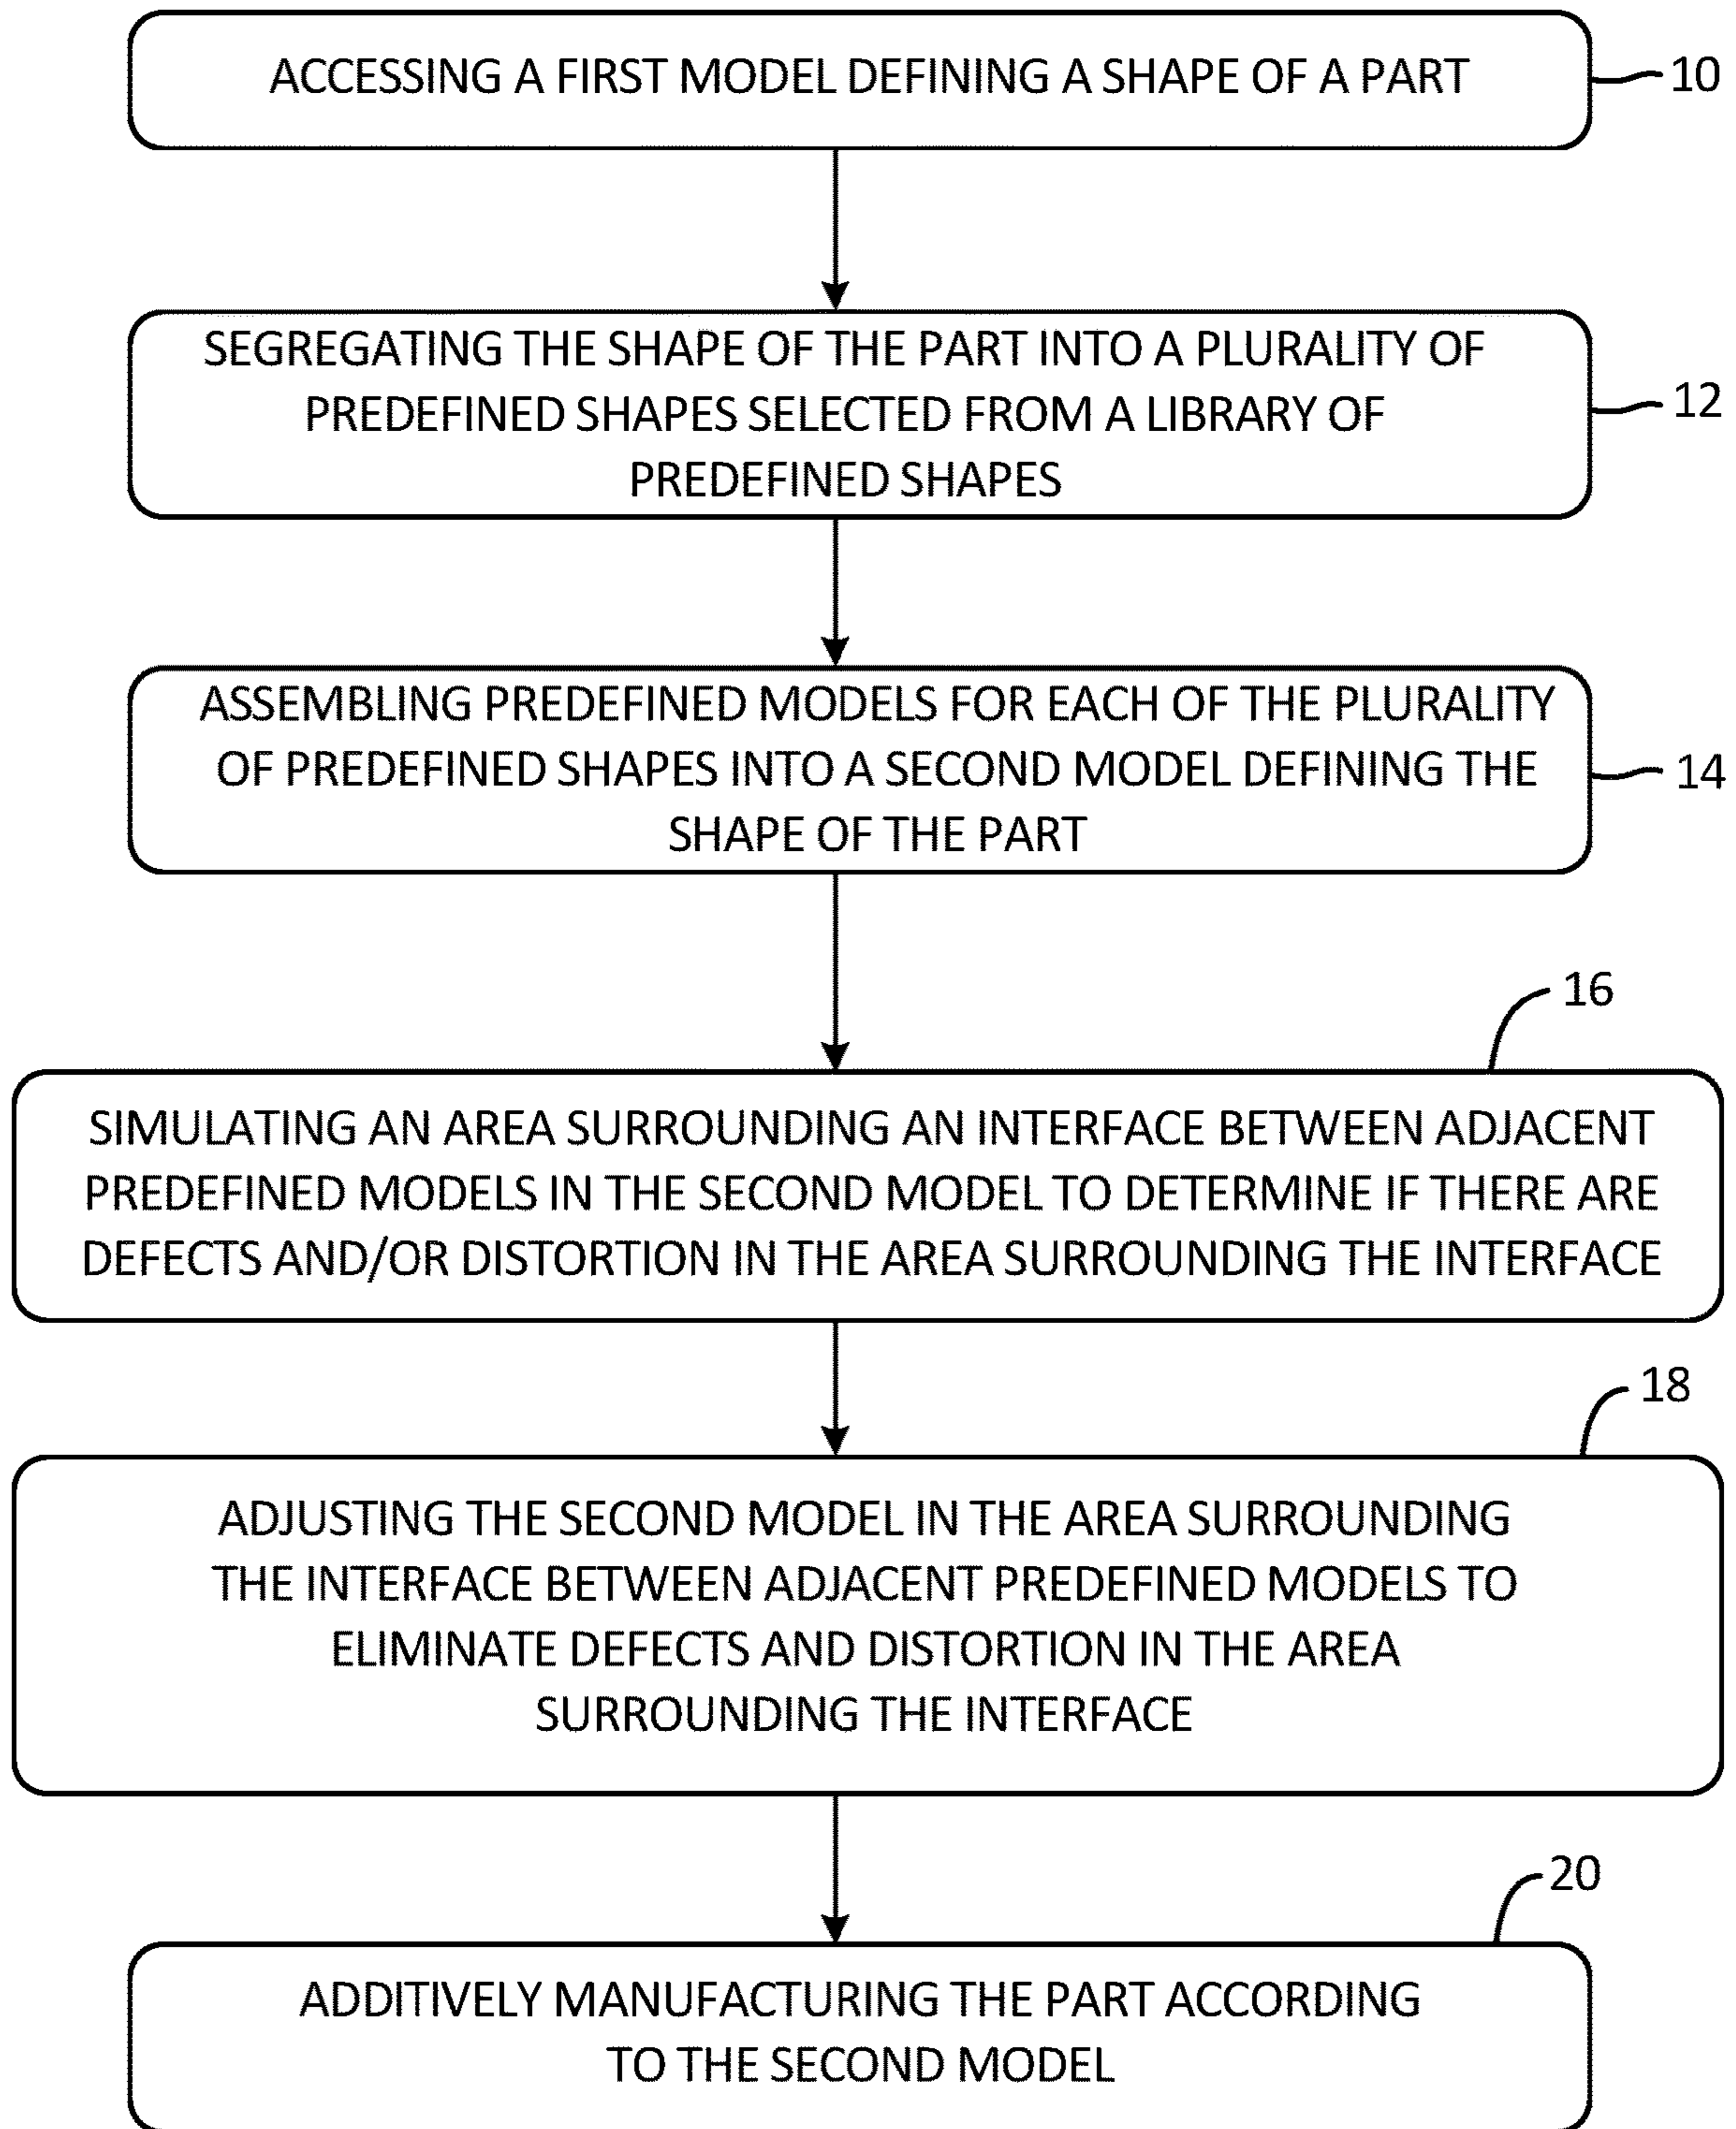 ACCESSING A FIRST MODEL DEFINING A SHAPE OF A PART
10
SEGREGATING THE SHAPE OF THE PART INTO A PLURALITY OF
PREDEFINED SHAPES SELECTED FROM A LIBRARY OF
PREDEFINED SHAPES
12
ASSEMBLING PREDEFINED MODELS FOR EACH OF THE PLURALITY
OF PREDEFINED SHAPES INTO A SECOND MODEL DEFINING THE
SHAPE OF THE PART
14
16
SIMULATING AN AREA SURROUNDING AN INTERFACE BETWEEN ADJACENT
PREDEFINED MODELS IN THE SECOND MODEL TO DETERMINE IF THERE ARE
DEFECTS AND/OR DISTORTION IN THE AREA SURROUNDING THE INTERFACE
18
ADJUSTING THE SECOND MODEL IN THE AREA SURROUNDING
THE INTERFACE BETWEEN ADJACENT PREDEFINED MODELS TO
ELIMINATE DEFECTS AND DISTORTION IN THE AREA
SURROUNDING THE INTERFACE
20
ADDITIVELY MANUFACTURING THE PART ACCORDING
TO THE SECOND MODEL